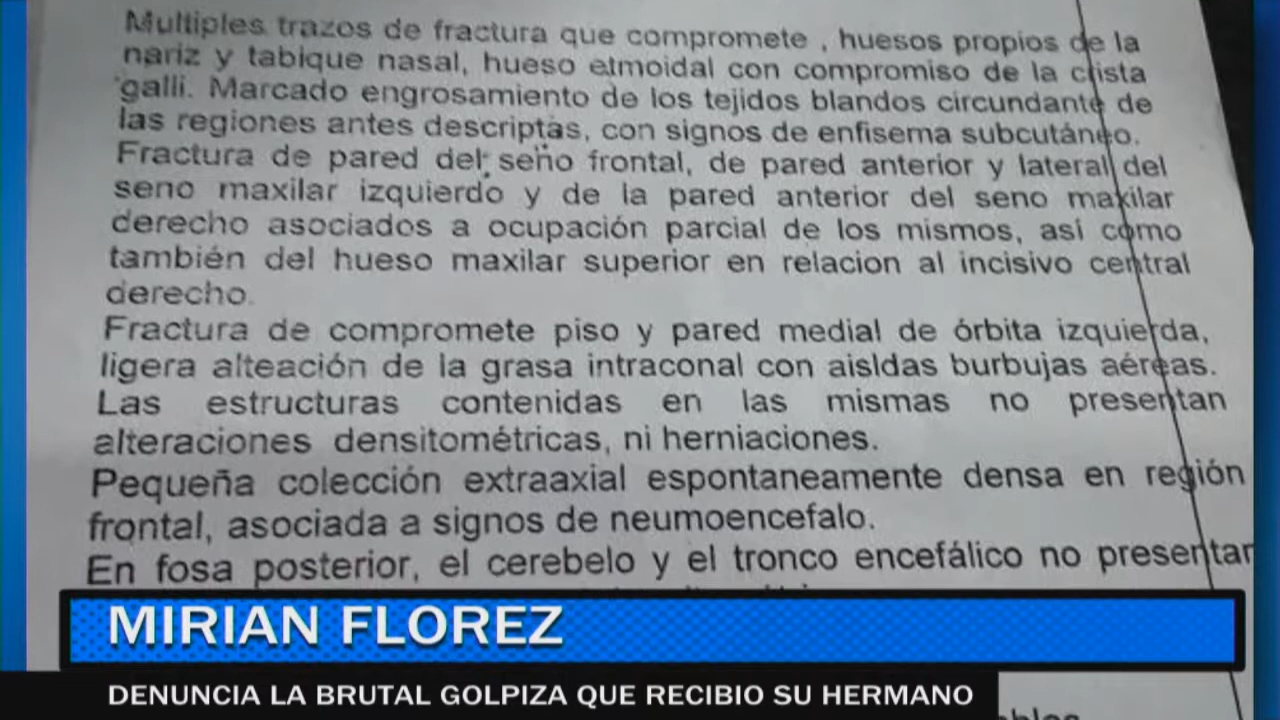 Multiples trazos de fractura que compromete , huesos propios de la
nariz y tabique nasal, hueso etmoidal con compromiso de la crista
galli. Marcado engrosamiento de los tejidos blandos circundante de
las regiones antes descriptas, con signos de enfisema subcutáneo.
Fractura de pared del seno frontal, de pared anterior y lateral del
seno maxilar izquierdo y de la pared anterior del seno maxilar
derecho asociados a ocupación parcial de los mismos, así como
también del hueso maxilar superior en relacion al incisivo central
derecho.
Fractura de compromete piso y pared medial de órbita izquierda,
ligera alteación de la grasa intraconal con aisldas burbujas aéreas.
Las estructuras contenidas en las mismas no presentan
alteraciones densitométricas, ni herniaciones.
Pequeña colección extraaxial espontaneamente densa en región
frontal, asociada a signos de neumoencefalo.
En fosa posterior, el cerebelo y el tronco encefálico no presentan
MIRIAN FLOREZ
DENUNCIA LA BRUTAL GOLPIZA QUE RECIBIO SU HERMANO